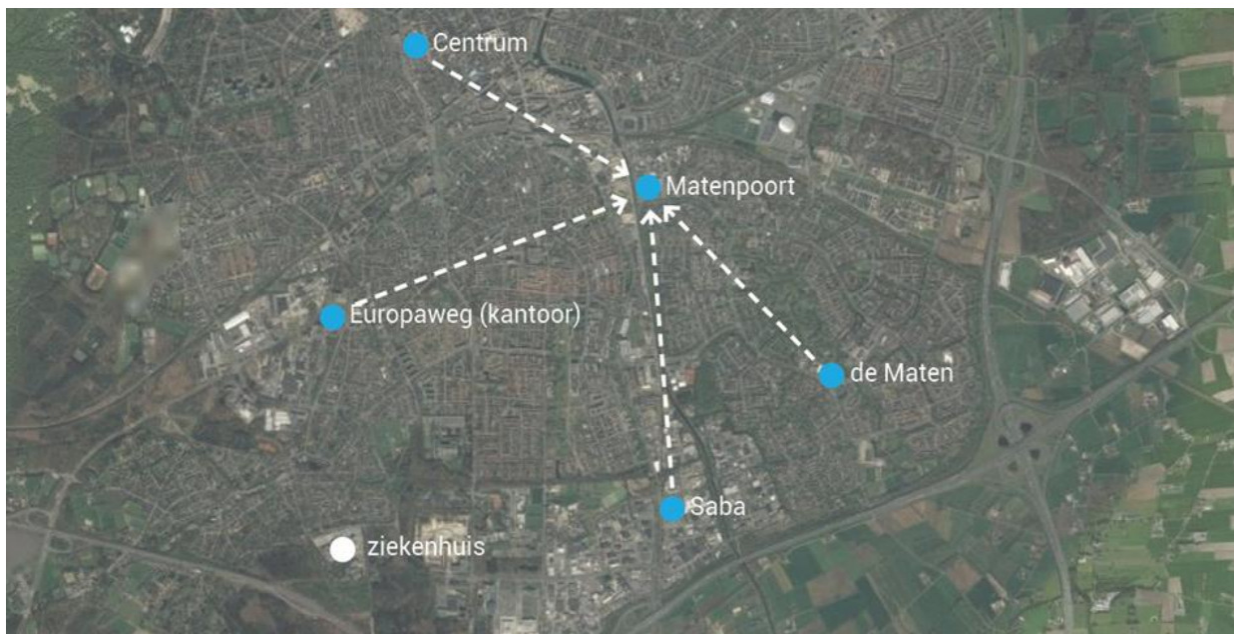 Centrum
Matenpoort
Europaweg (kantoor)
de Maten
Saba
ziekenhuis